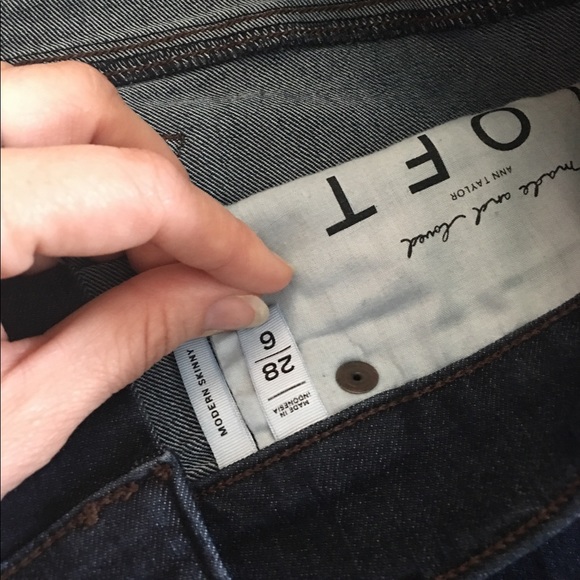 OFT
ANN TAYLOR
made and loved
MODERN SKINNY
MADE IN
INDONESIA
28
6